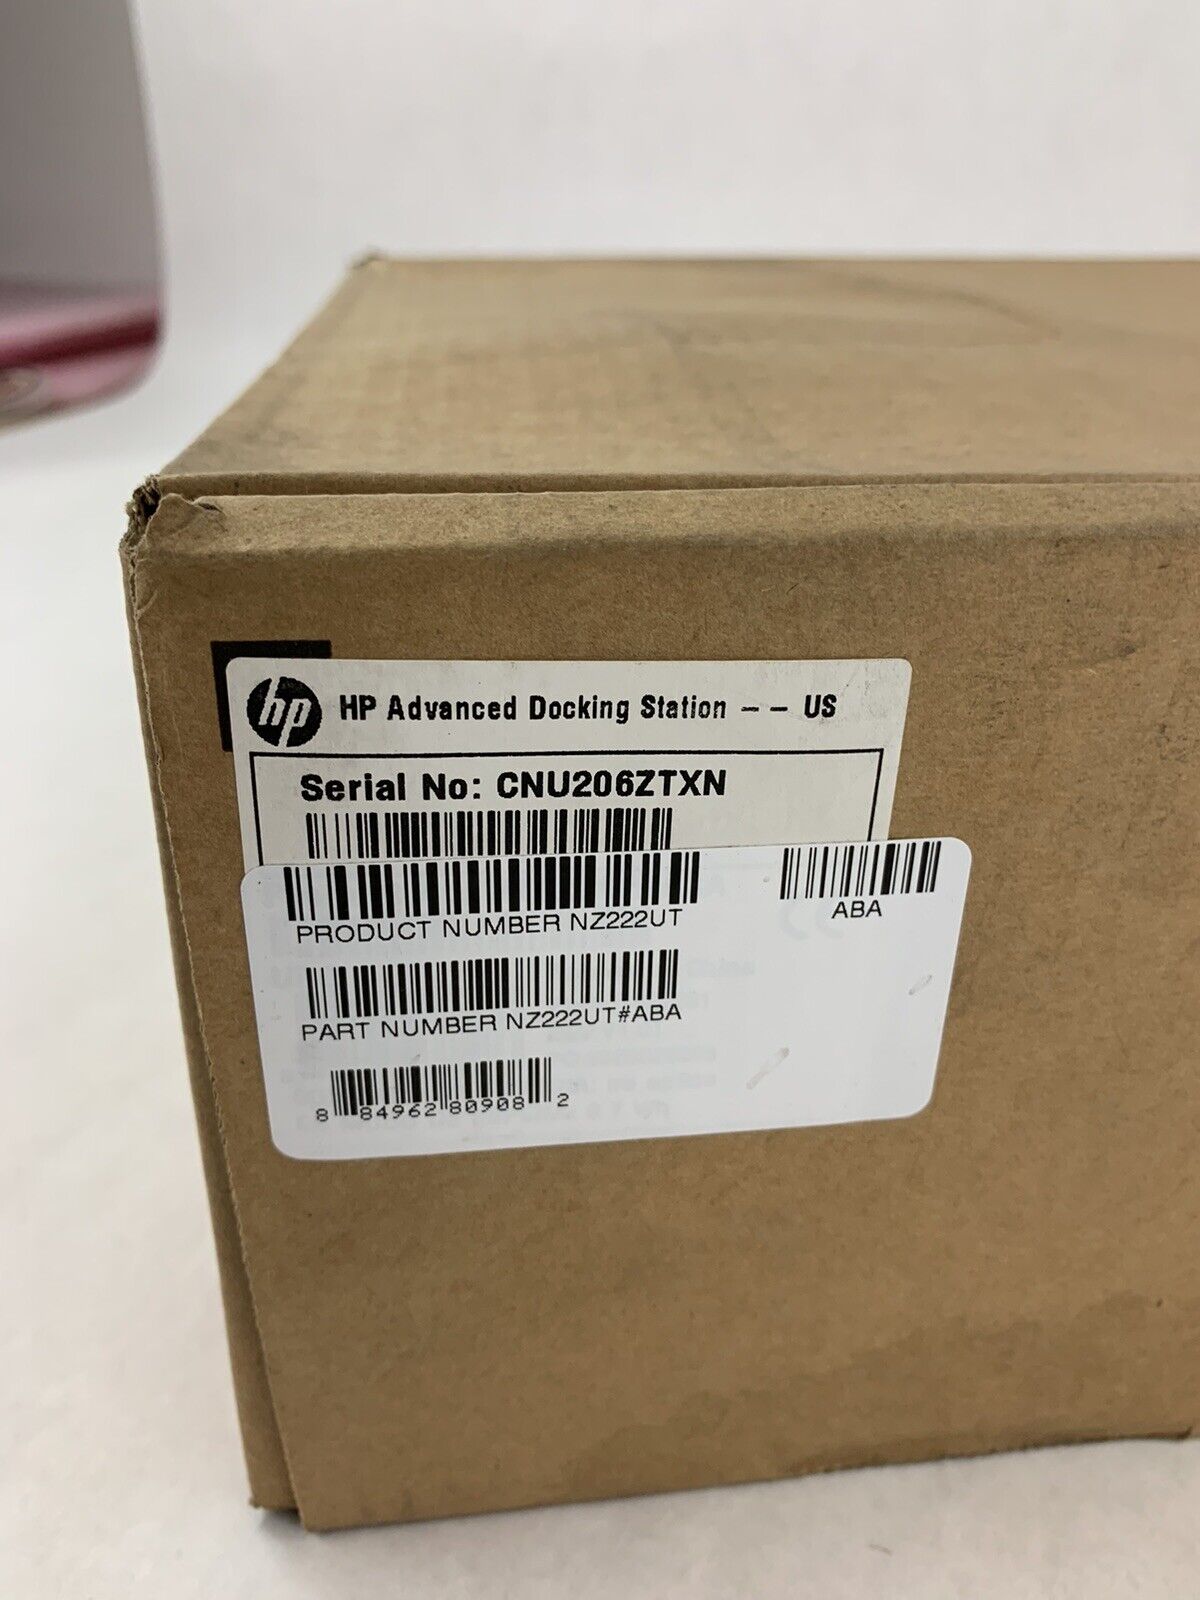 hp HP Advanced Docking Station - - US
Serial No: CNU206ZTXN
PRODUCT NUMBER NZ222UT
ABA
PART NUMBER NZ222UT#ABA
8 84962 80908 2